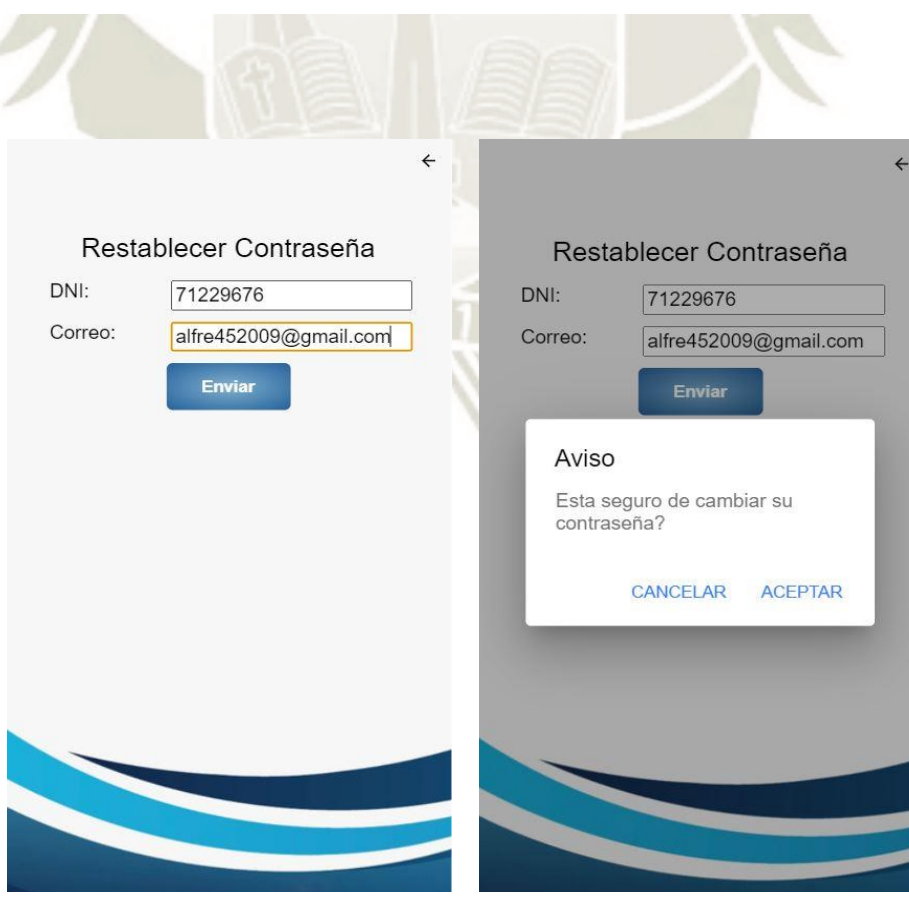 Restablecer Contraseña
DNI: 71229676
Correo: alfre452009@gmail.com
Enviar
Restablecer Contraseña
DNI: 71229676
Correo: alfre452009@gmail.com
Enviar
Aviso
Esta seguro de cambiar su
contraseña?
CANCELAR ACEPTAR